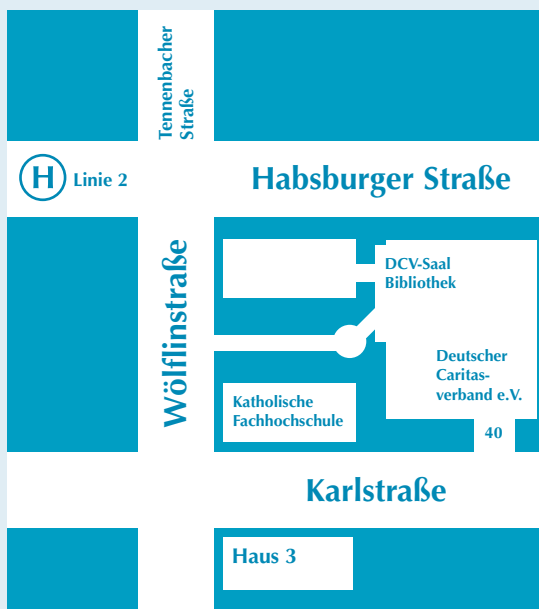 Tennenbacher
Straße
H Linie 2
Habsburger Straße
Wölflinstraße
DCV-Saal
Bibliothek
Deutscher
Caritas-
verband e.V.
Katholische
Fachhochschule
40
Karlstraße
Haus 3